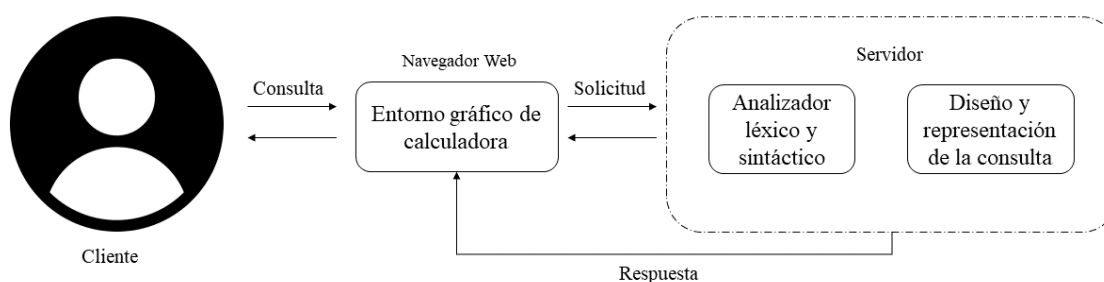 Cliente
Consulta
Navegador Web
Entorno gráfico de
calculadora
Solicitud
Servidor
Analizador
léxico y
sintáctico
Diseño y
representación
de la consulta
Respuesta